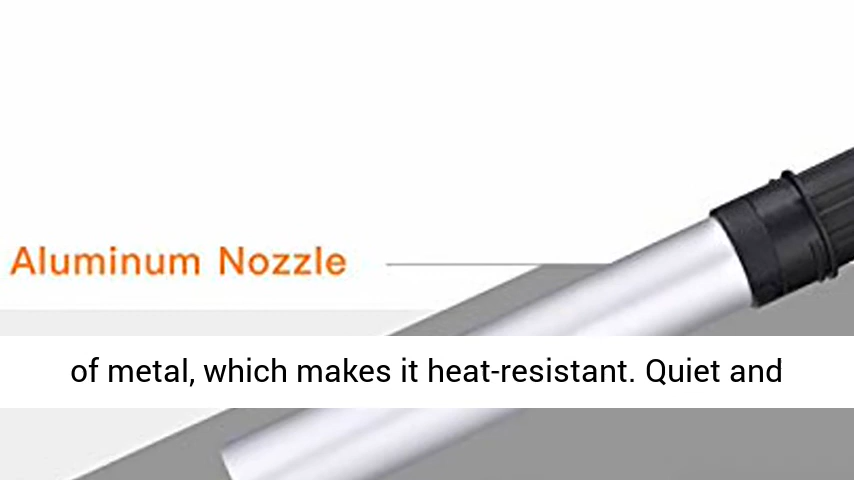 Aluminum Nozzle
of metal, which makes it heat-resistant. Quiet and